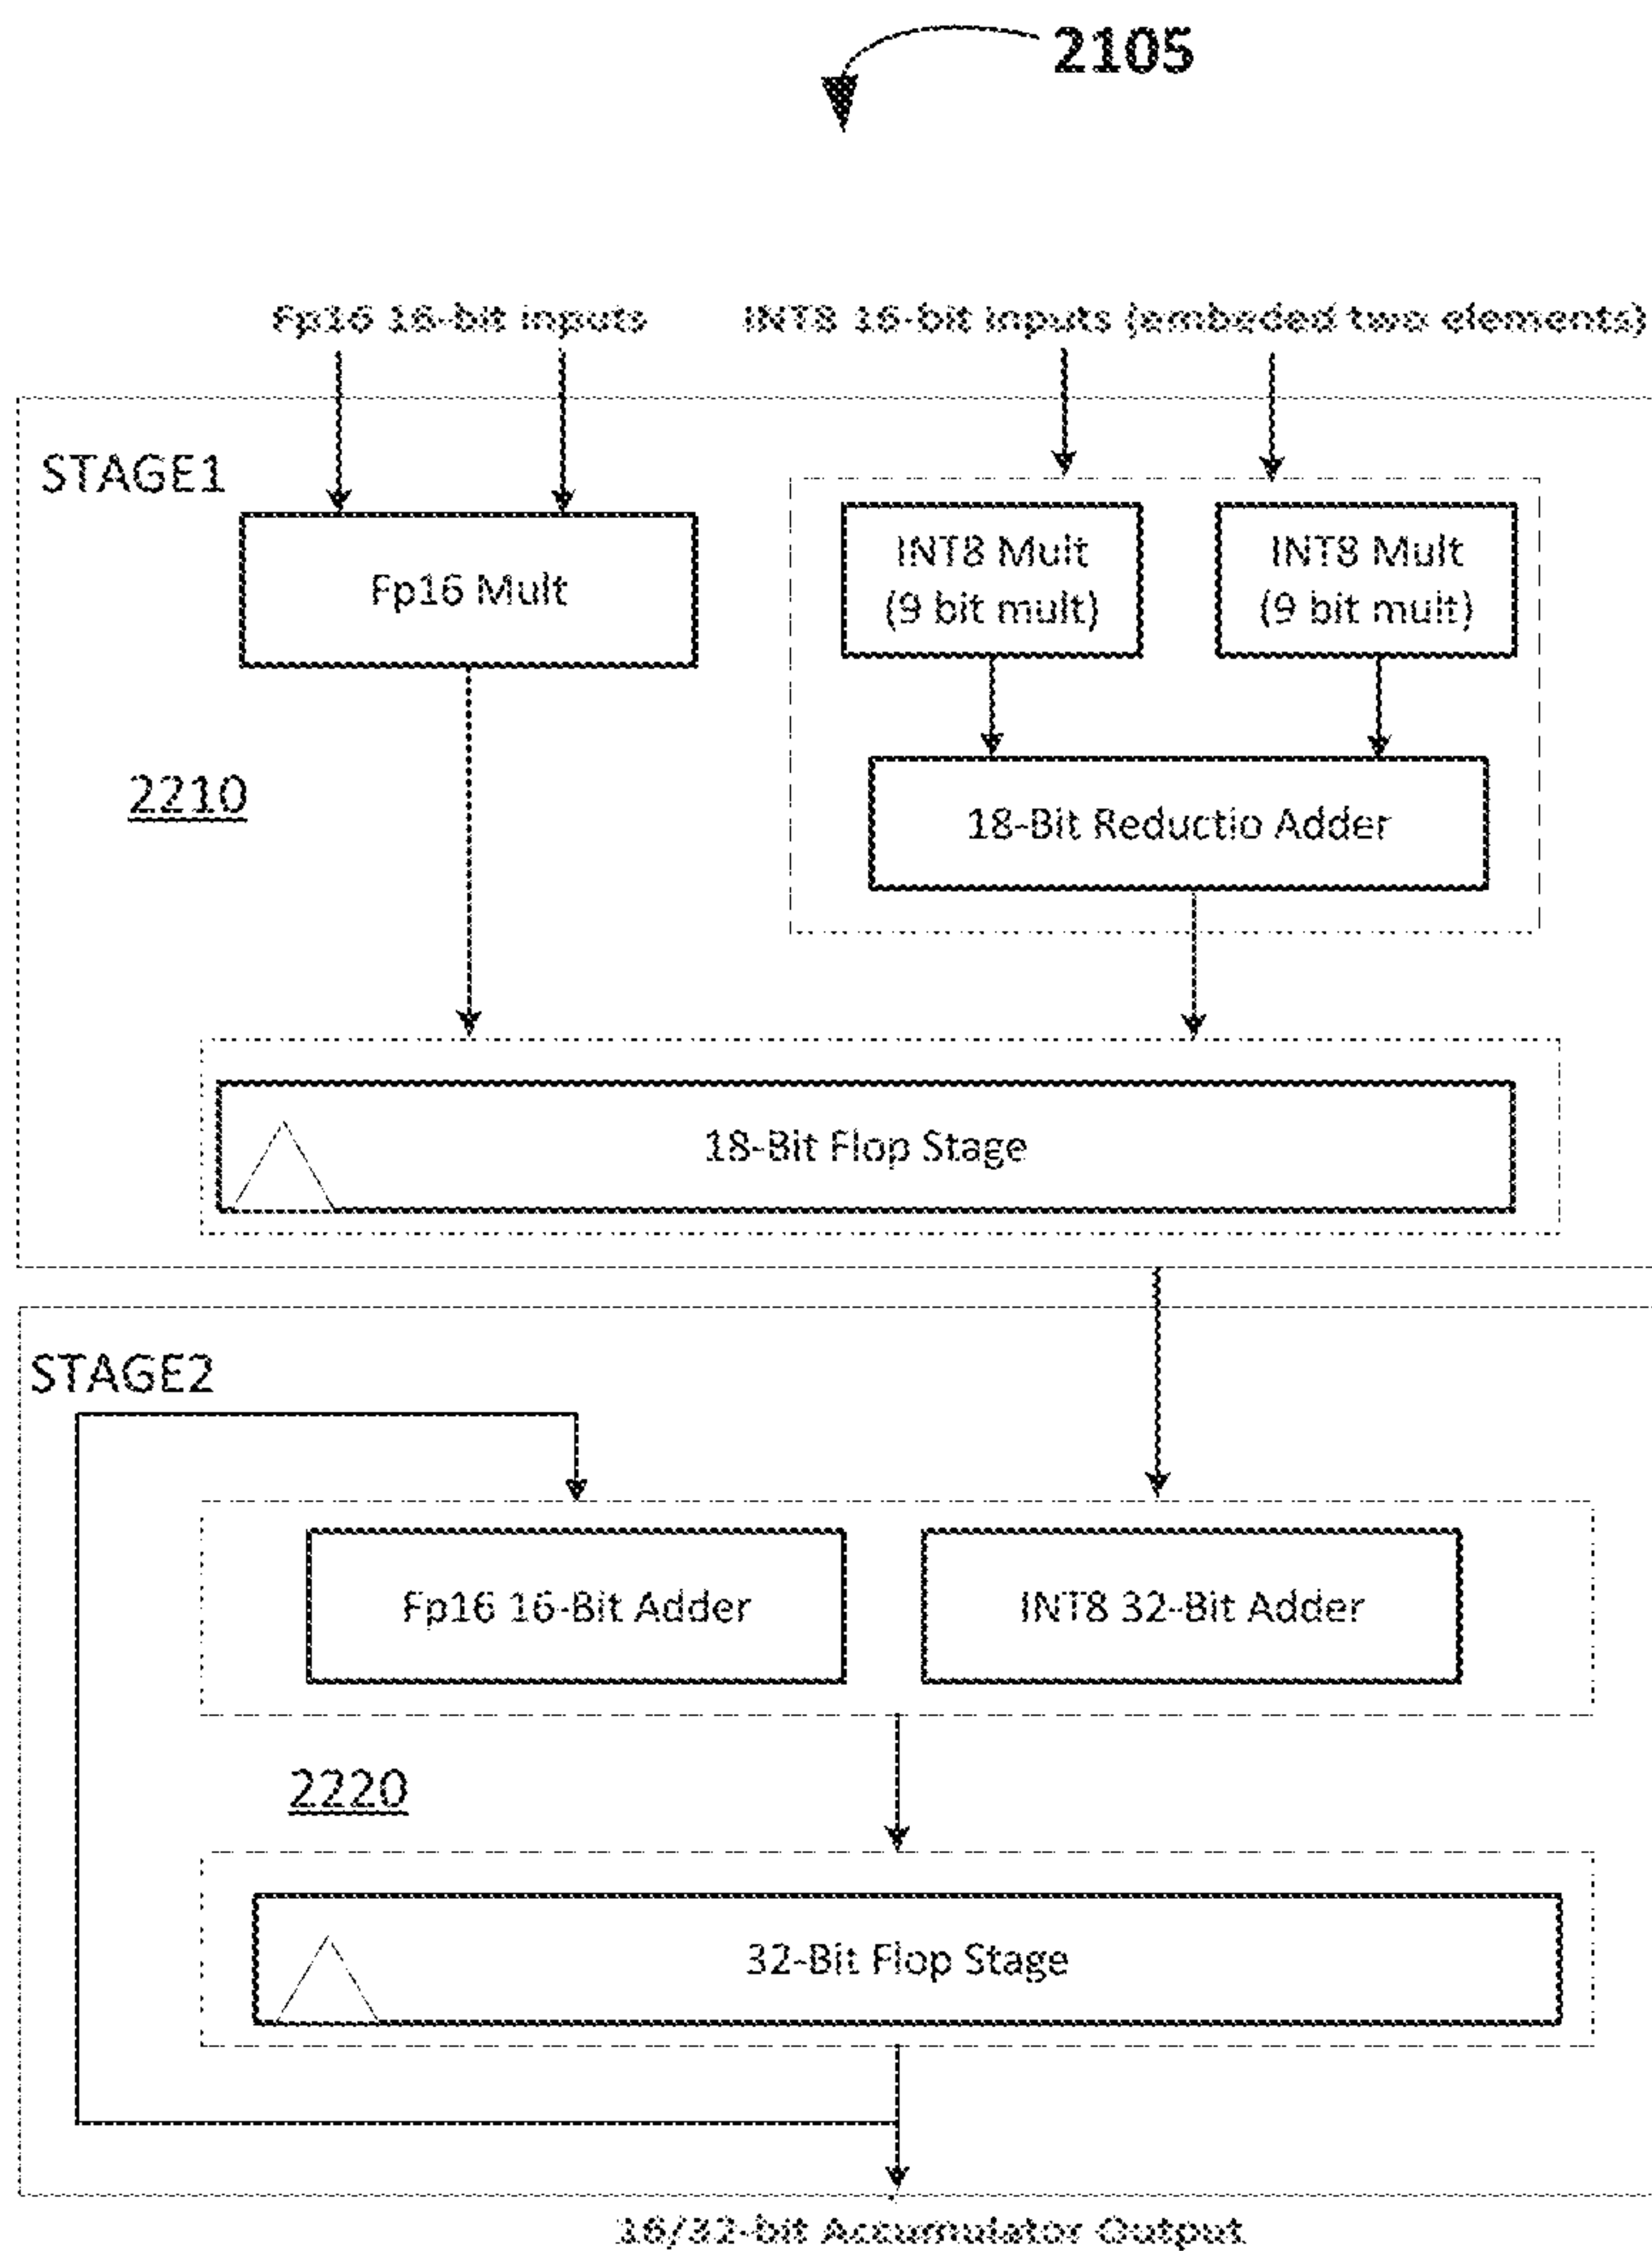 2105
Fp16 16-bit inputs
INT8 16-bit inputs (embeded two elements)
STAGE1
Fp16 Mult
INT8 Mult
(9 bit mult)
INT8 Mult
(9 bit mult)
2210
18-Bit Reductio Adder
18-Bit Flop Stage
STAGE2
Fp16 16-Bit Adder
INT8 32-Bit Adder
2220
32-Bit Flop Stage
16/32-bit Accumulator Output